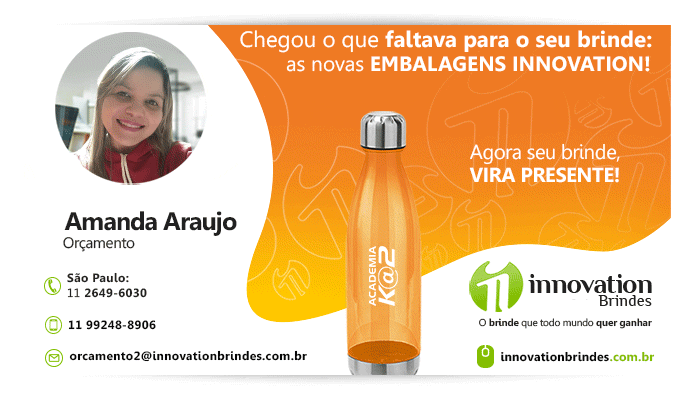 Chegou o que faltava para o seu brinde:
as novas EMBALAGENS INNOVATION!
Agora seu brinde,
VIRA PRESENTE!
Amanda Araujo
Orçamento
São Paulo:
11 2649-6030
11 99248-8906
orcamento2@innovationbrindes.com.br
ACADEMIA
K@2
innovation
Brindes
O brinde que todo mundo quer ganhar
innovationbrindes.com.br